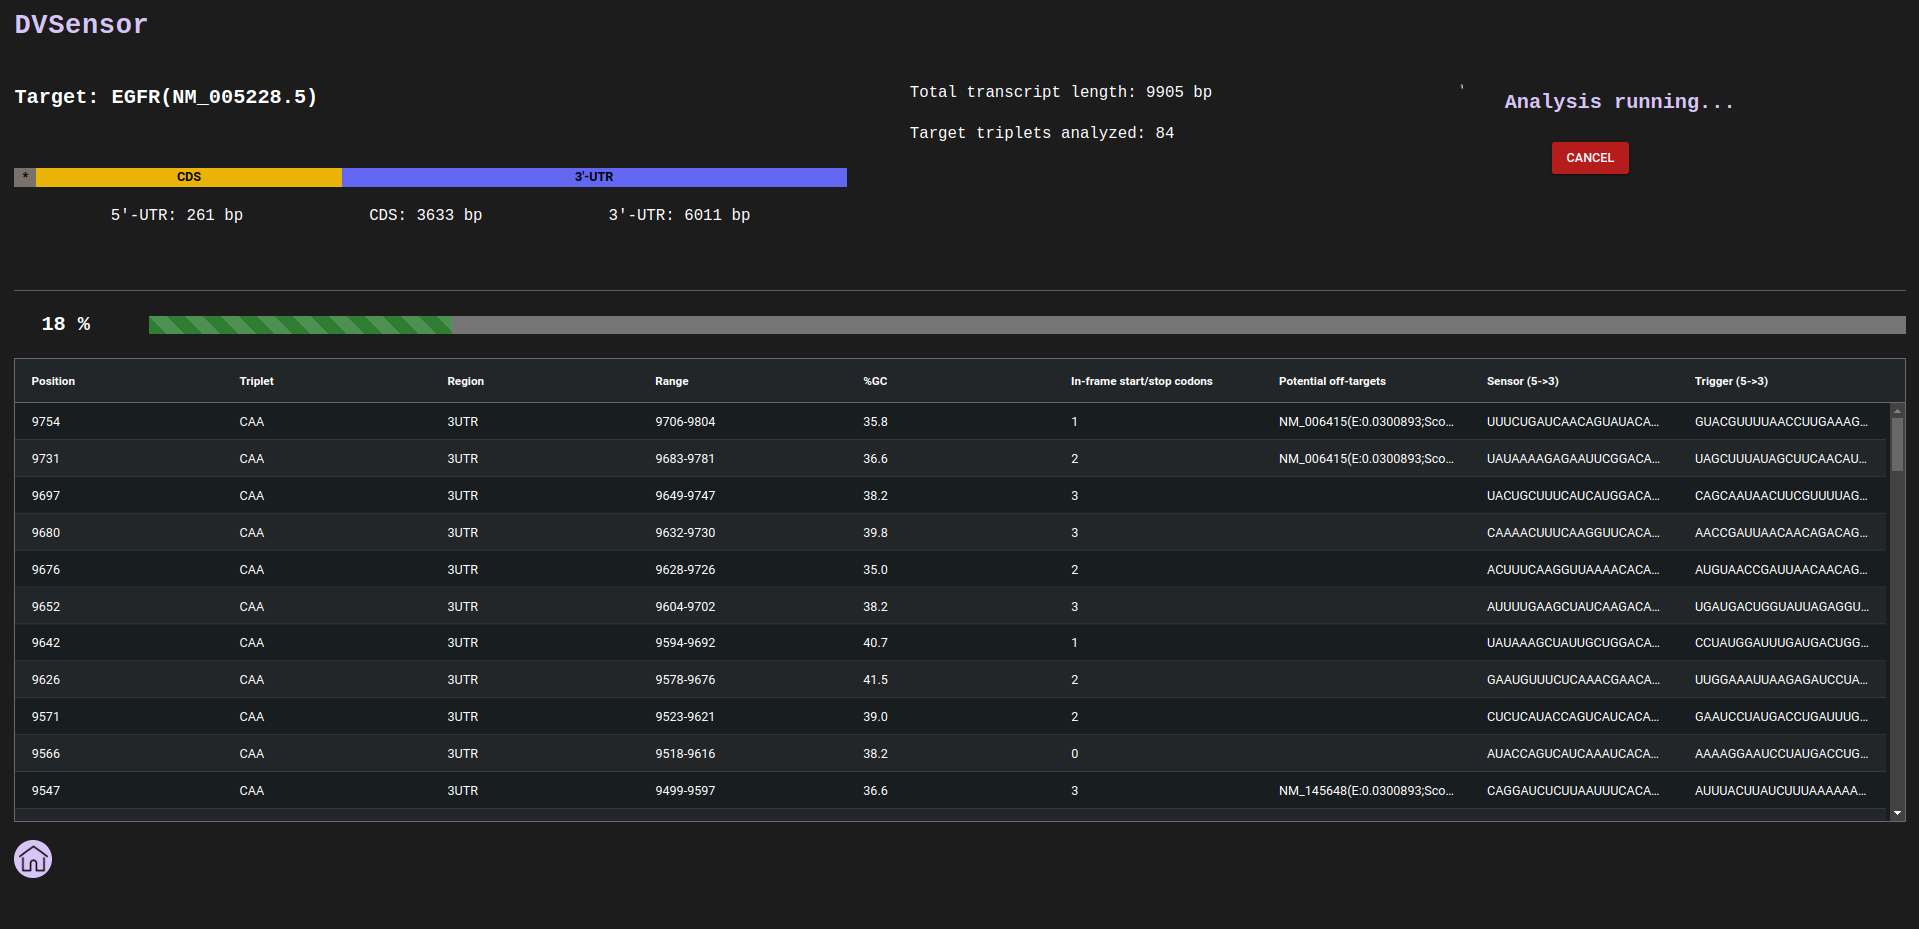 DVSensor
Target: EGFR(NM_005228.5)
Total transcript length: 9905 bp
Target triplets analyzed: 84
Analysis running...
CANCEL
* CDS 3'-UTR
5'-UTR: 261 bp CDS: 3633 bp 3'-UTR: 6011 bp
18 %
Position Triplet Region Range %GC In-frame start/stop codons Potential off-targets Sensor (5->3) Trigger (5->3)
9754 CAA 3UTR 9706-9804 35.8 1 NM_006415(E:0.0300893;Sco... UUUCUGAUCAACAGUAUACA... GUACGUUUUAACCUUGAAAG...
9731 CAA 3UTR 9683-9781 36.6 2 NM_006415(E:0.0300893;Sco... UAUAAAAGAGAAUUCGGACA... UAGCUUUAUAGCUUCAACAU...
9697 CAA 3UTR 9649-9747 38.2 3 UACUGCUUUCAUCAUGGACA... CAGCAAUAACUUCGUUUUAG...
9680 CAA 3UTR 9632-9730 39.8 3 CAAAACUUUCAAGGUUCACA... AACCGAUUAACAACAGACAG...
9676 CAA 3UTR 9628-9726 35.0 2 ACUUUCAAGGUUAAAACACA... AUGUAACCGAUUAACAACAG...
9652 CAA 3UTR 9604-9702 38.2 3 AUUUUGAAGCUAUCAAGACA... UGAUGACUGGUAUUAGAGGU...
9642 CAA 3UTR 9594-9692 40.7 1 UAUAAAGCUAUUGCUGGACA... CCUAUGGAUUUGAUGACUGG...
9626 CAA 3UTR 9578-9676 41.5 2 GAAUGUUUCUCAAACGAACA... UUGGAAAUUAAGAGAUCCUA...
9571 CAA 3UTR 9523-9621 39.0 2 CUCUCAUACCAGUCAUCACA... GAAUCCUAUGACCUGAUUUG...
9566 CAA 3UTR 9518-9616 38.2 0 AUACCAGUCAUCAAAUCACA... AAAAGGAAUCCUAUGACCUG...
9547 CAA 3UTR 9499-9597 36.6 3 NM_145648(E:0.0300893;Sco... CAGGAUCUCUUAAUUUCACA... AUUUACUUAUCUUUAAAAAA...